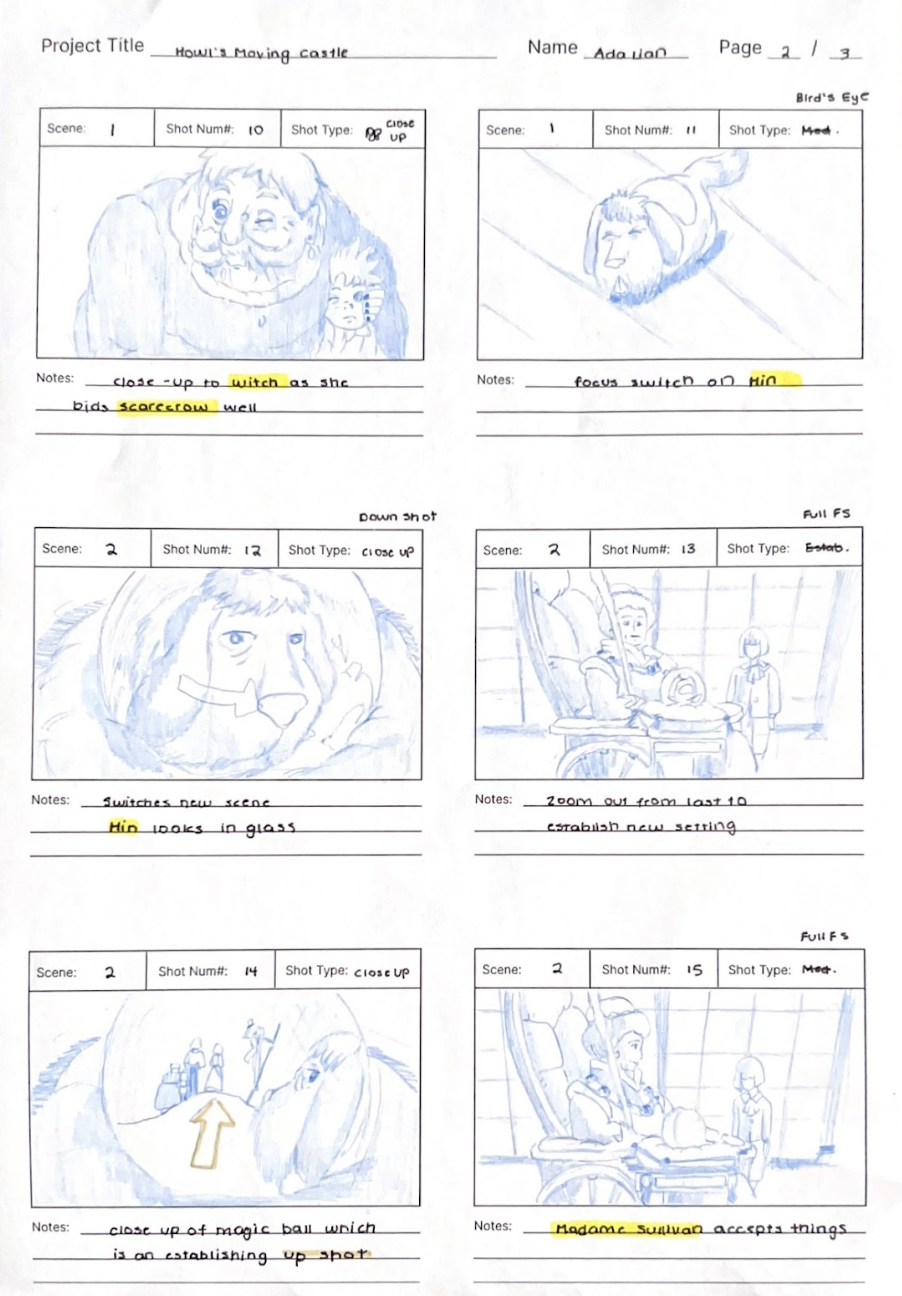 Project Title Howl's Moving Castle Name Ada Page 2 / 3
Bird's Eye
Scene: 1 Shot Num#: 10 Shot Type: close up
Scene: 1 Shot Num#: 11 Shot Type: Med.
Notes: close-up to witch as she
bids scarecrow well
Notes: focus switch on Hin
Down shot
Full FS
Scene: 2 Shot Num#: 12 Shot Type: close up
Scene: 2 Shot Num#: 13 Shot Type: Estab.
Notes: Switches new scene
Hin looks in glass
Notes: Zoom out from last to
establish new setting
Full FS
Scene: 2 Shot Num#: 14 Shot Type: close up
Scene: 2 Shot Num#: 15 Shot Type: Med.
Notes: close up of magic ball which
is an establishing up shot
Notes: Madame Sullivan accepts things